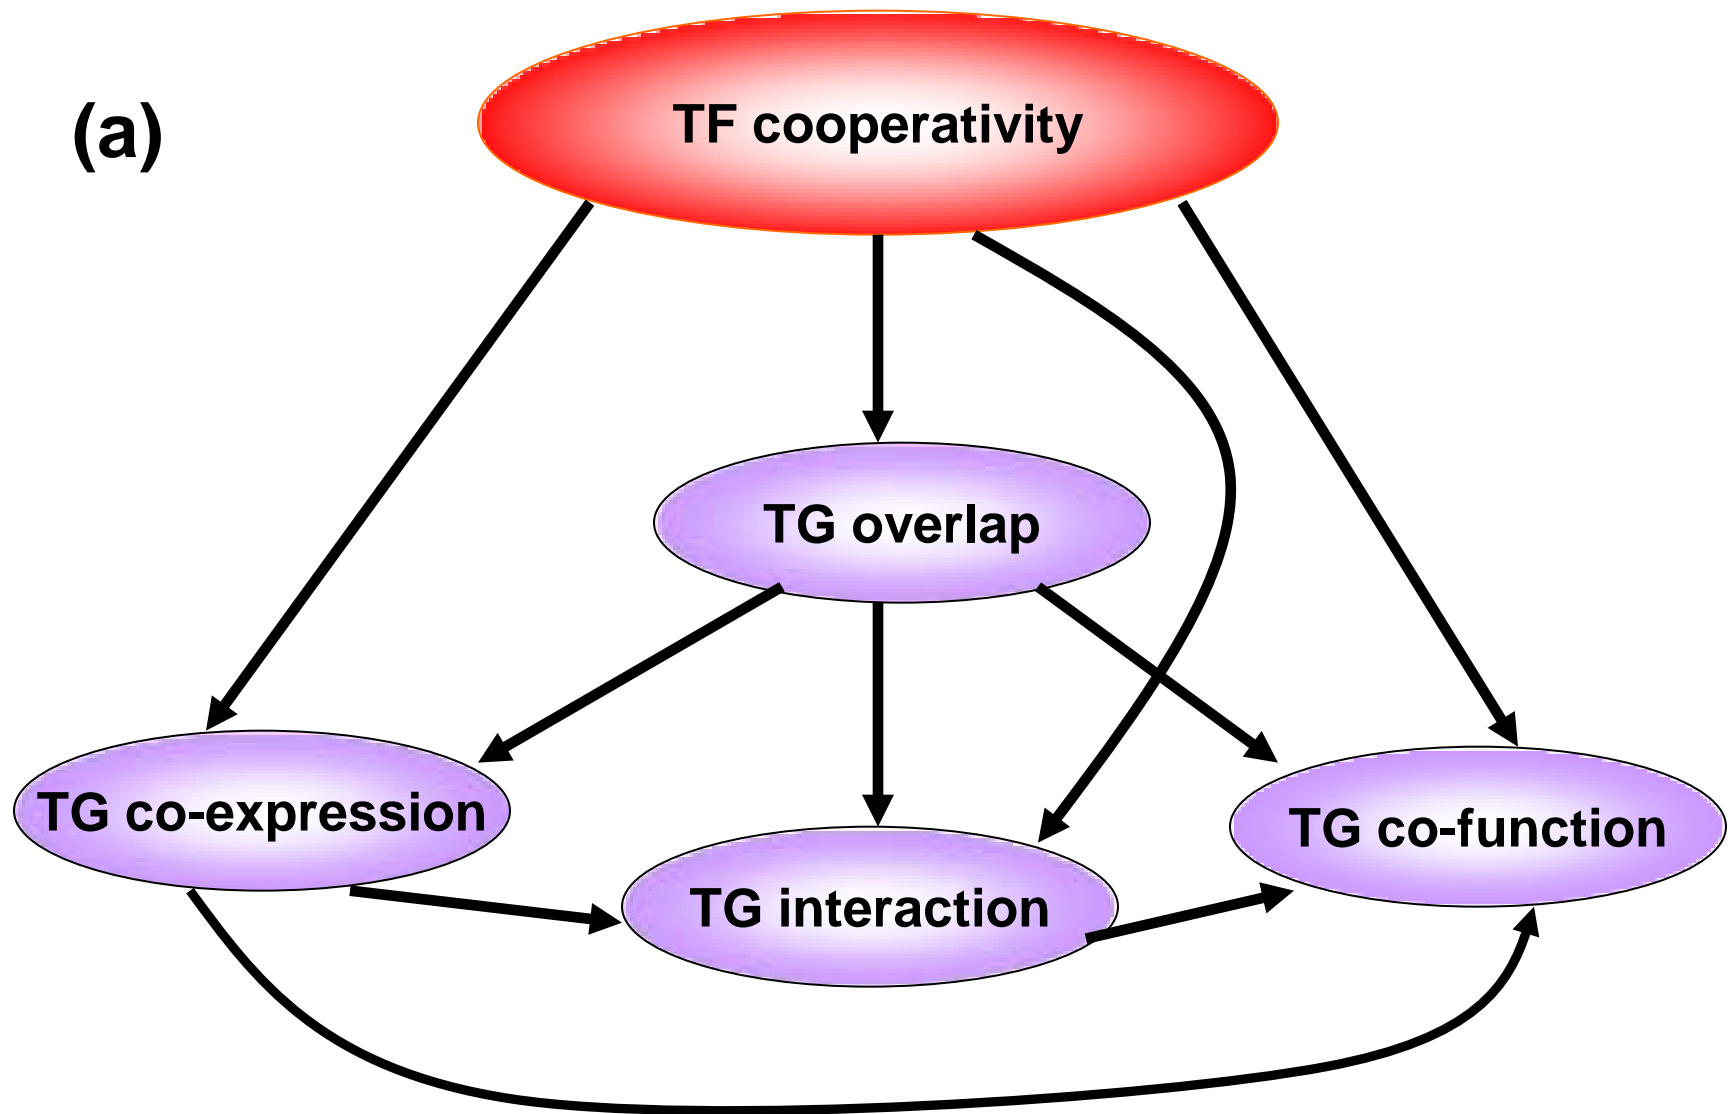 (a)
TF cooperativity
TG overlap
TG co-expression
TG co-function
TG interaction